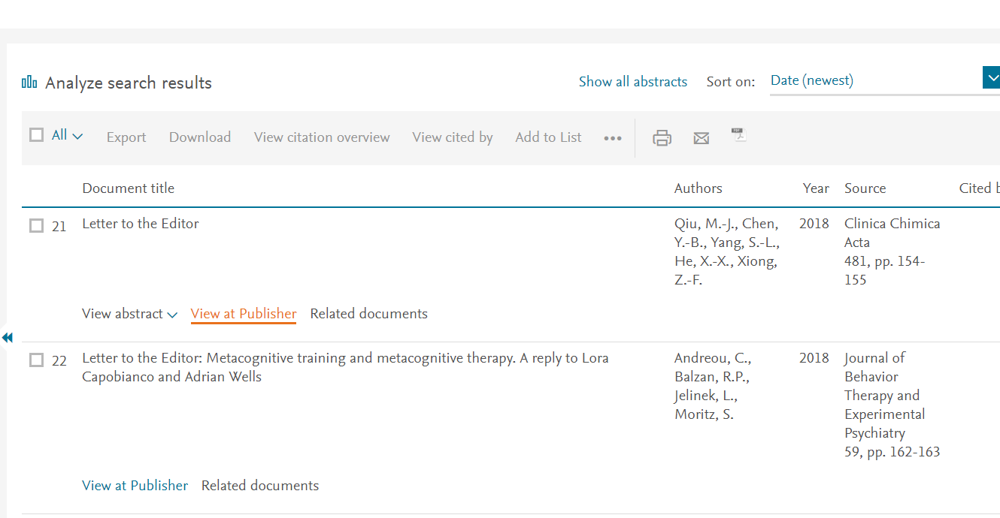 Analyze search results
Show all abstracts Sort on: Date (newest)
All Export Download View citation overview View cited by Add to List •••
Document title Authors Year Source Cited b
21 Letter to the Editor Qiu, M.-J., Chen, 2018 Clinica Chimica
Y.-B., Yang, S.-L., Acta
He, X.-X., Xiong, 481, pp. 154-
Z.-F. 155
View abstract View at Publisher Related documents
22 Letter to the Editor: Metacognitive training and metacognitive therapy. A reply to Lora Andreou, C., 2018 Journal of
Capobianco and Adrian Wells Balzan, R.P., Behavior
Jelinek, L., Therapy and
Moritz, S. Experimental
Psychiatry
59, pp. 162-163
View at Publisher Related documents